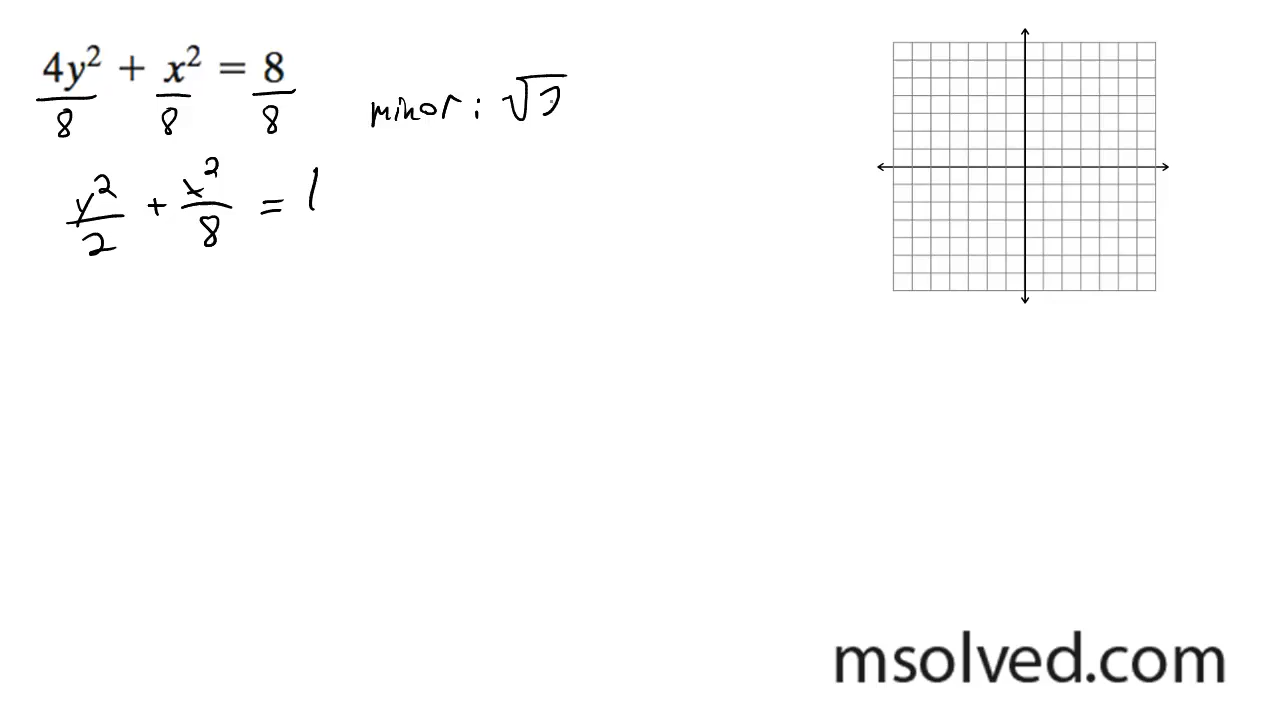 4y² + x² = 8
8 8 8
minor: √2
y²/2 + x²/8 = 1
msolved.com